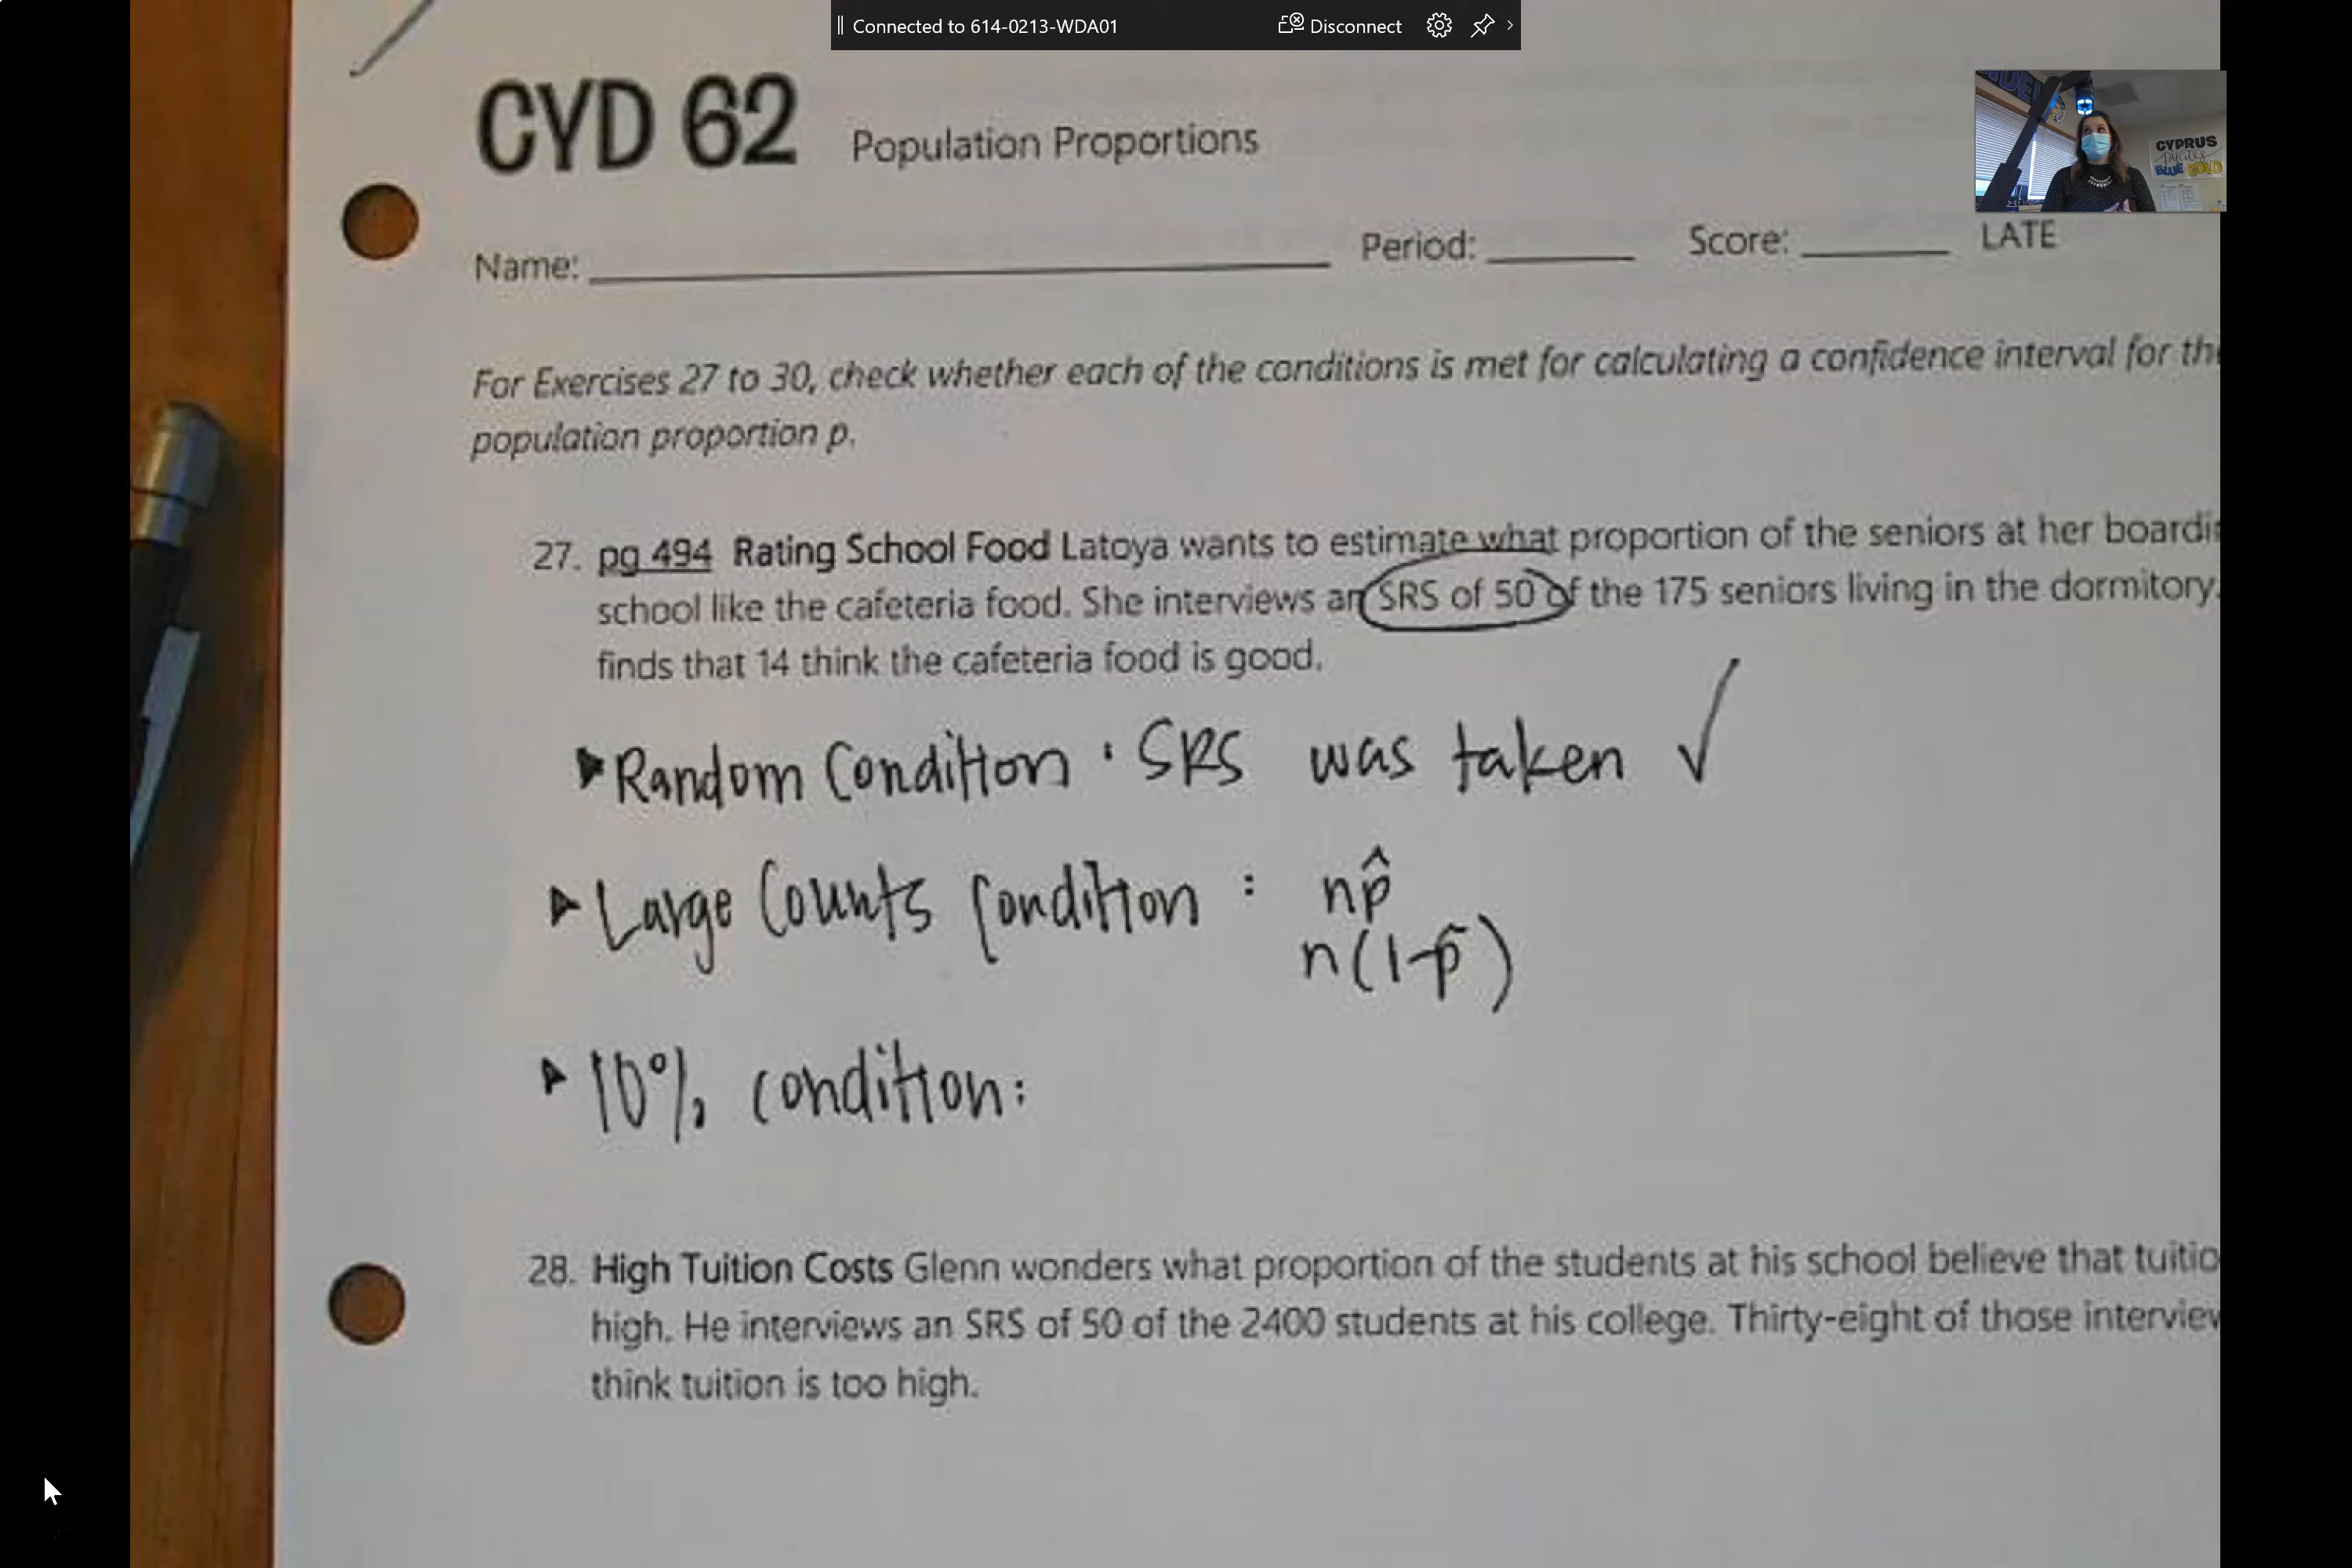 Connected to 614-0213-WDA01 Disconnect
CYPRUS
pirates
BLUE GOLD
CYD 62 Population Proportions
Name: Period: Score: LATE
For Exercises 27 to 30, check whether each of the conditions is met for calculating a confidence interval for the
population proportion p.
27. pg 494 Rating School Food Latoya wants to estimate what proportion of the seniors at her
school like the cafeteria food. She interviews an SRS of 50 of the 175 seniors living in the dormitory.
finds that 14 think the cafeteria food is good.
Random Condition: SRS was taken ✓
Large Counts Condition: np̂
n(1-p̂)
10% condition:
28. High Tuition Costs Glenn wonders what proportion of the students at his school believe that
high. He interviews an SRS of 50 of the 2400 students at his college. Thirty-eight of those
think tuition is too high.